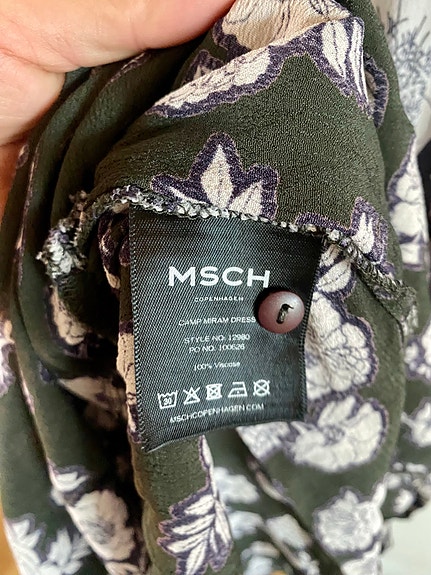 MSCH
COPENHAGEN
CAMP MIRAM DRESS
STYLE NO. 12980
PO NO. 100626
100% Viscose
MSCHCOPENHAGEN.COM